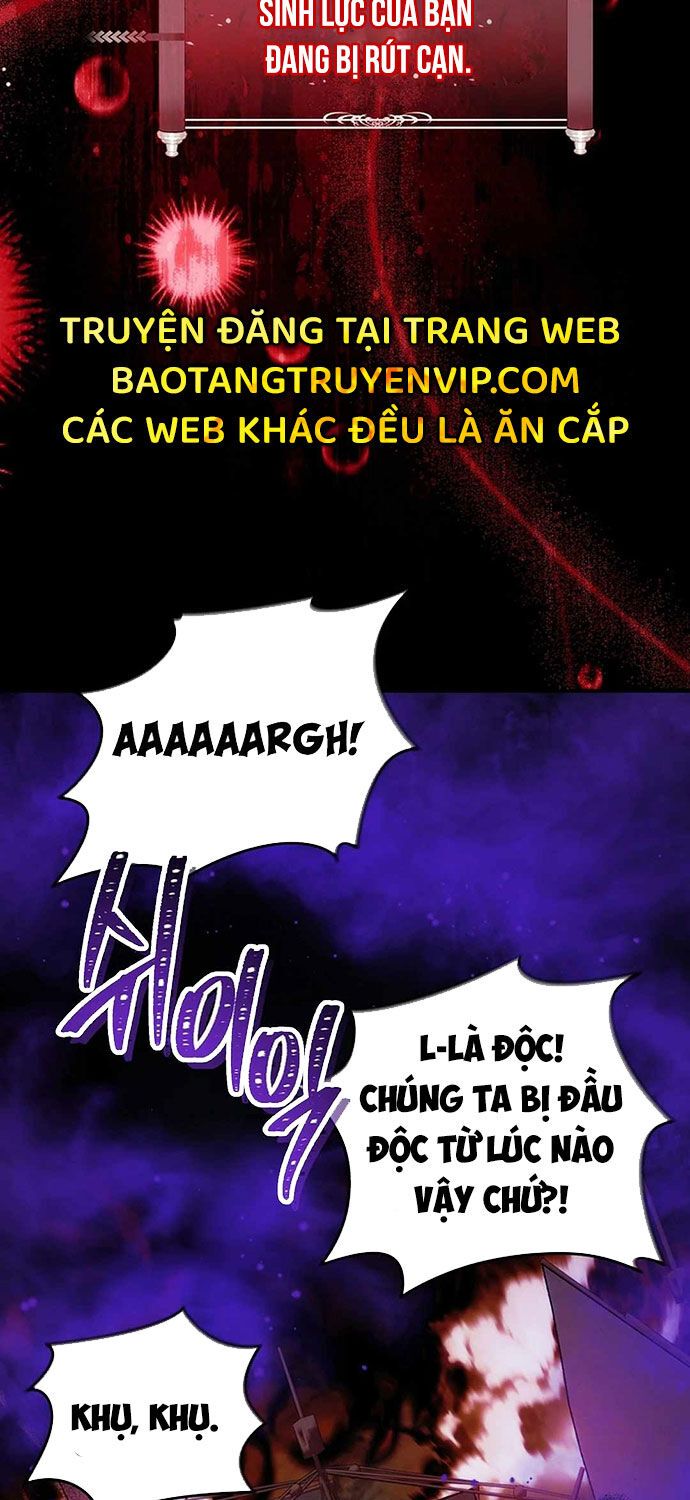 SINH LỰC CỦA BẠN
ĐANG BỊ RÚT CẠN.
TRUYỆN ĐĂNG TẠI TRANG WEB
BAOTANGTRUYENVIP.COM
CÁC WEB KHÁC ĐỀU LÀ ĂN CẮP
AAAAAARGH!
쉬이이익
L-LÀ ĐỘC!
CHÚNG TA BỊ ĐẦU
ĐỘC TỪ LÚC NÀO
VẬY CHỨ?!
KHỤ, KHỤ.